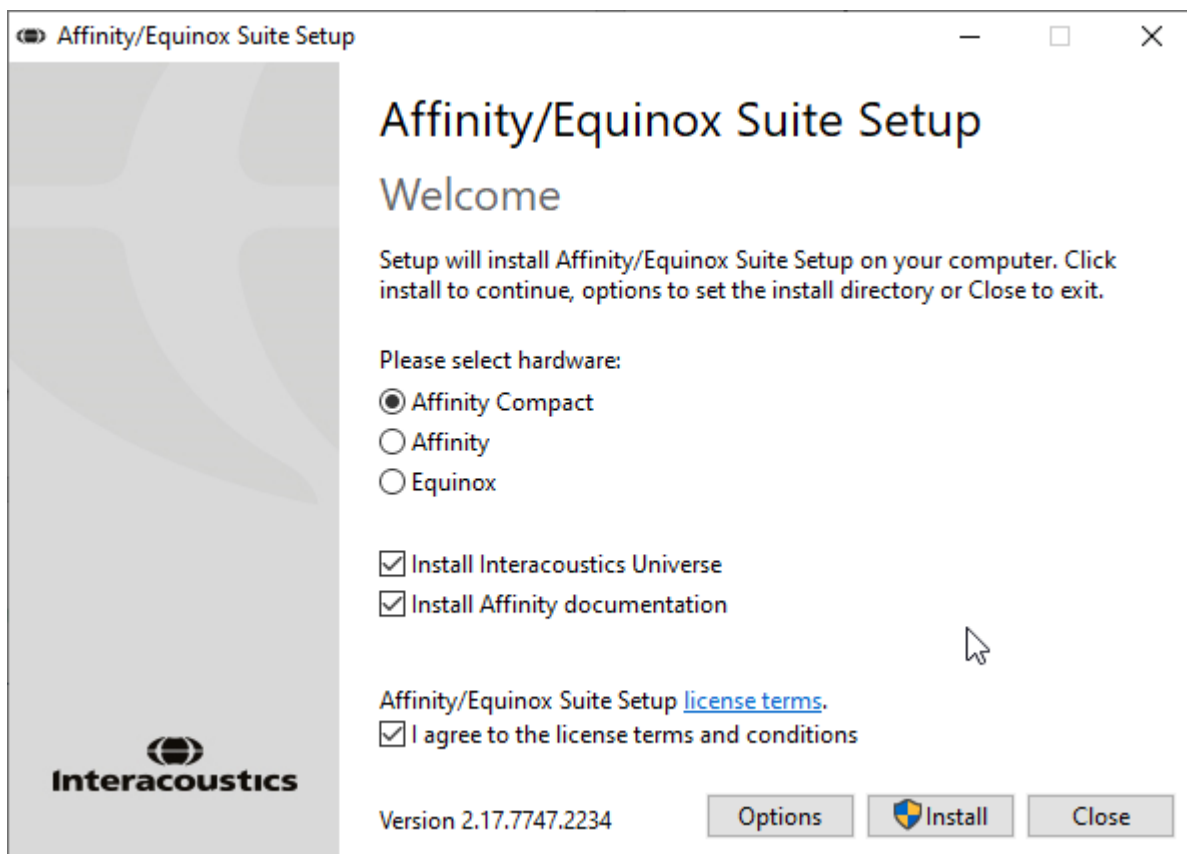 Affinity/Equinox Suite Setup
Affinity/Equinox Suite Setup
Welcome
Setup will install Affinity/Equinox Suite Setup on your computer. Click
install to continue, options to set the install directory or Close to exit.
Please select hardware:
Affinity Compact
Affinity
Equinox
Install Interacoustics Universe
Install Affinity documentation
Affinity/Equinox Suite Setup license terms.
I agree to the license terms and conditions
Interacoustics
Version 2.17.7747.2234
Options
Install
Close